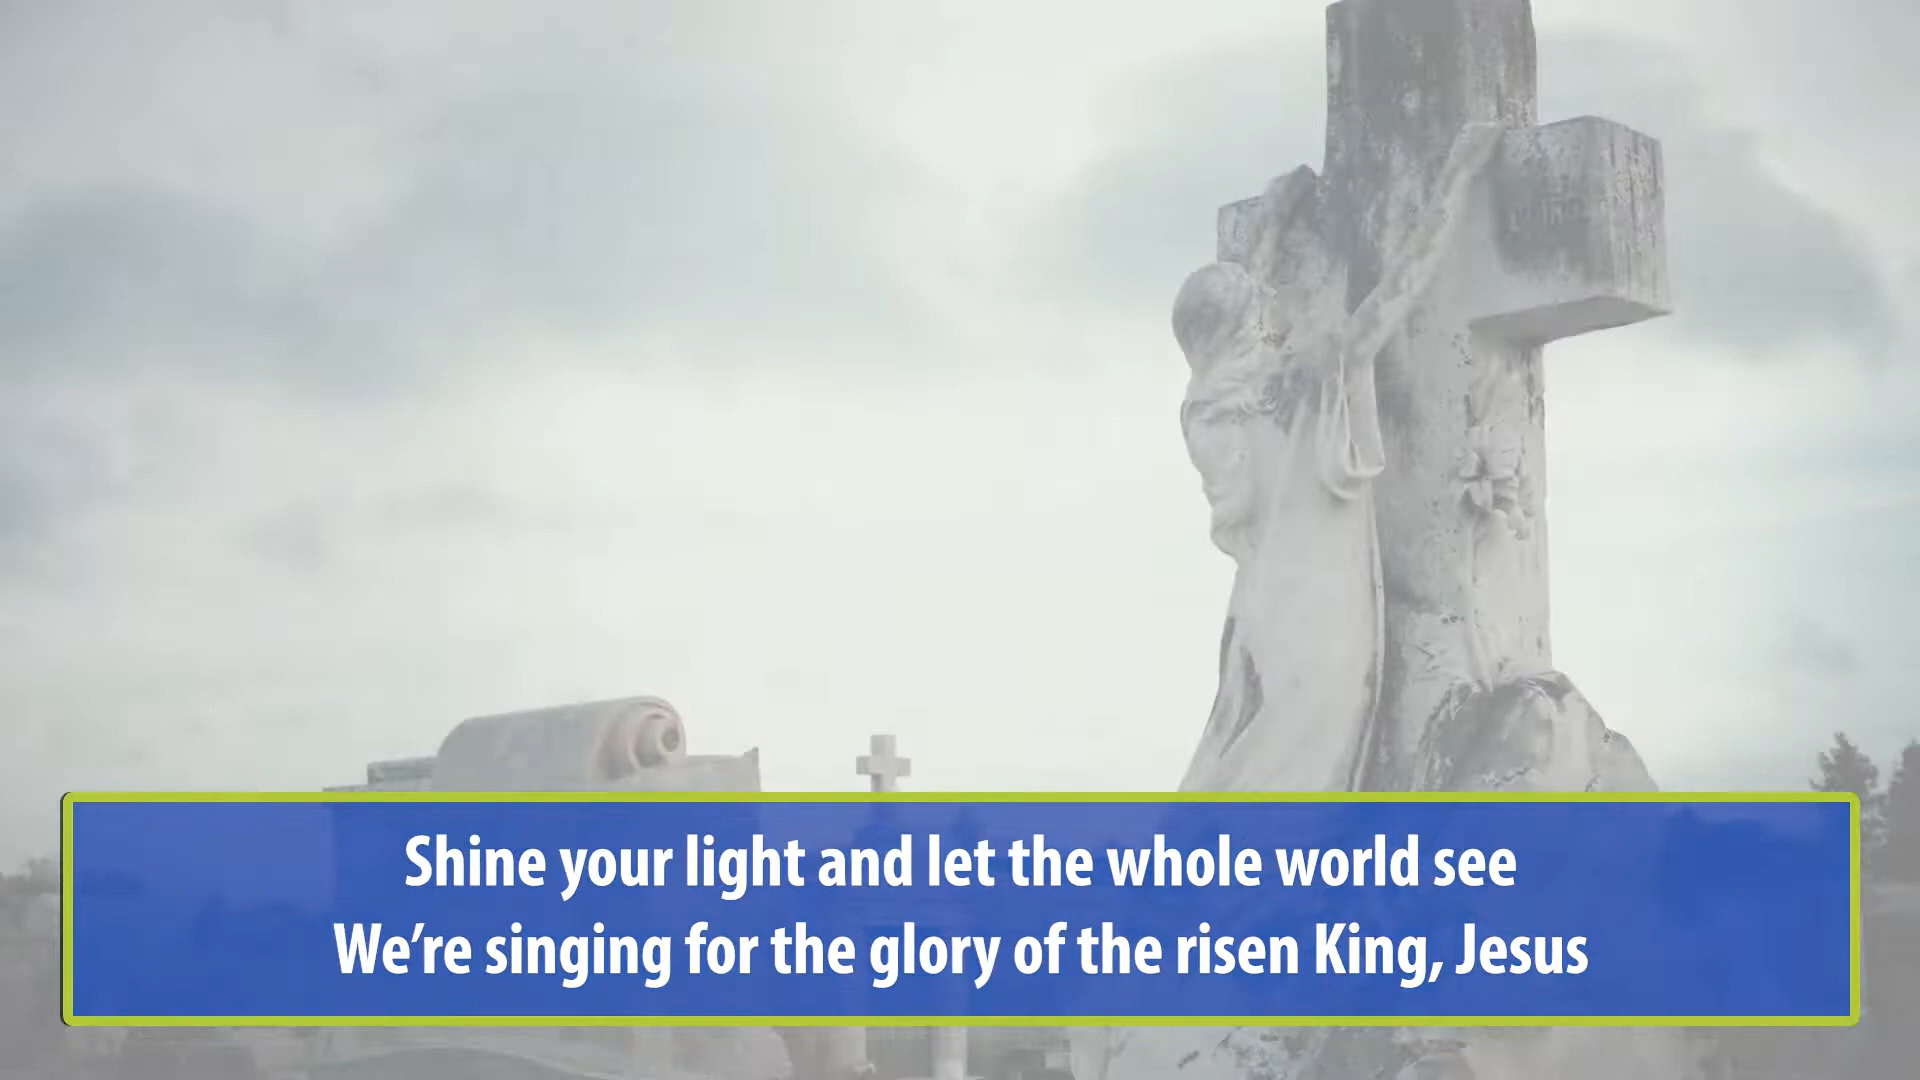 Shine your light and let the whole world see
We’re singing for the glory of the risen King, Jesus